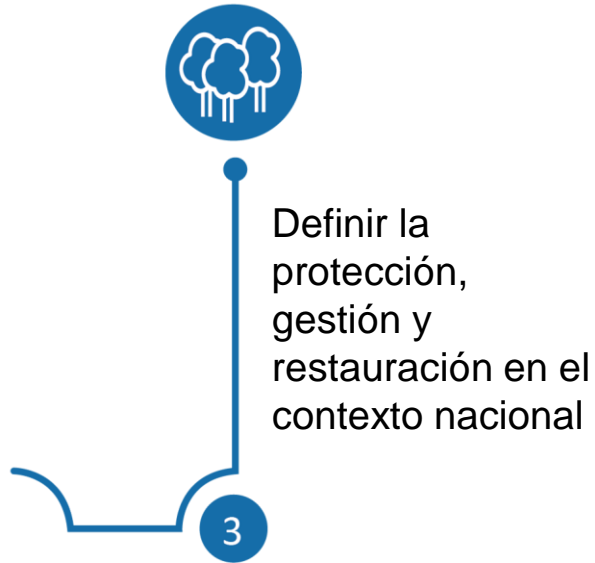 Definir la
protección,
gestión y
restauración en el
contexto nacional
3